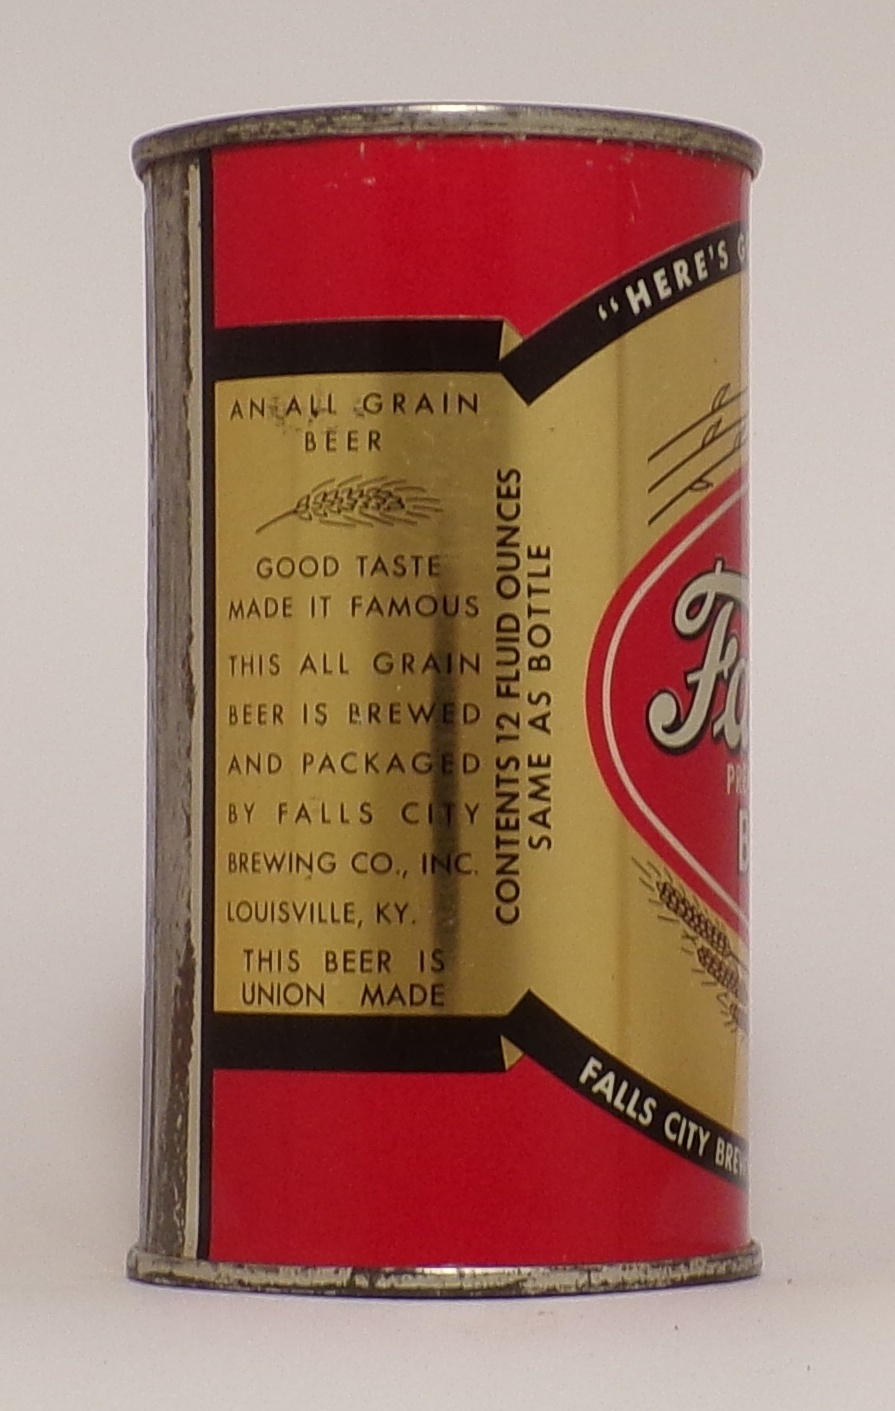 AN ALL GRAIN
BEER
GOOD TASTE
MADE IT FAMOUS
THIS ALL GRAIN
BEER IS BREWED
AND PACKAGED
BY FALLS CITY
BREWING CO., INC.
LOUISVILLE, KY.
THIS BEER IS
UNION MADE
CONTENTS 12 FLUID OUNCES
SAME AS BOTTLE
"HERE'S
FALLS CITY